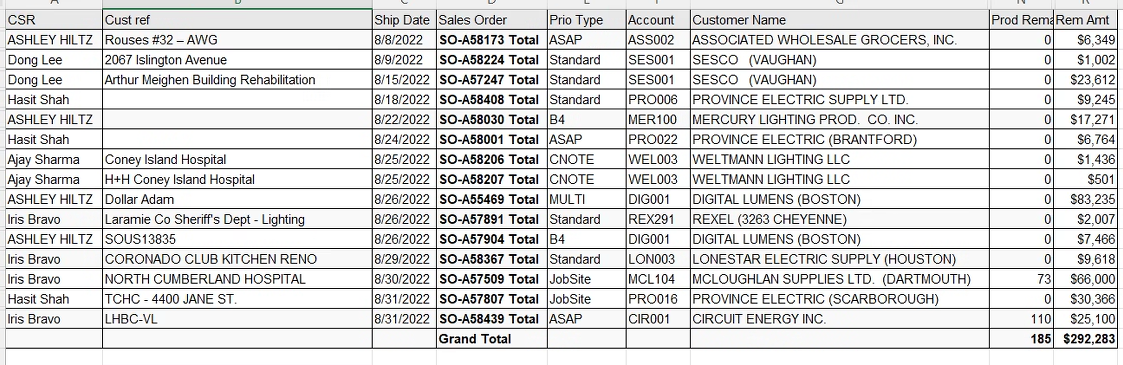 CSR Cust ref Ship Date Sales Order Prio Type Account Customer Name Prod Rema Rem Amt
ASHLEY HILTZ Rouses #32 – AWG 8/8/2022 SO-A58173 Total ASAP ASS002 ASSOCIATED WHOLESALE GROCERS, INC. 0 $6,349
Dong Lee 2067 Islington Avenue 8/9/2022 SO-A58224 Total Standard SES001 SESCO (VAUGHAN) 0 $1,002
Dong Lee Arthur Meighen Building Rehabilitation 8/15/2022 SO-A57247 Total Standard SES001 SESCO (VAUGHAN) 0 $23,612
Hasit Shah 8/18/2022 SO-A58408 Total Standard PRO006 PROVINCE ELECTRIC SUPPLY LTD. 0 $9,245
ASHLEY HILTZ 8/22/2022 SO-A58030 Total B4 MER100 MERCURY LIGHTING PROD. CO. INC. 0 $17,271
Hasit Shah 8/24/2022 SO-A58001 Total ASAP PRO022 PROVINCE ELECTRIC (BRANTFORD) 0 $6,764
Ajay Sharma Coney Island Hospital 8/25/2022 SO-A58206 Total CNOTE WEL003 WELTMANN LIGHTING LLC 0 $1,436
Ajay Sharma H+H Coney Island Hospital 8/25/2022 SO-A58207 Total CNOTE WEL003 WELTMANN LIGHTING LLC 0 $501
ASHLEY HILTZ Dollar Adam 8/26/2022 SO-A55469 Total MULTI DIG001 DIGITAL LUMENS (BOSTON) 0 $83,235
Iris Bravo Laramie Co Sheriff's Dept - Lighting 8/26/2022 SO-A57891 Total Standard REX291 REXEL (3263 CHEYENNE) 0 $2,007
ASHLEY HILTZ SOUS13835 8/26/2022 SO-A57904 Total B4 DIG001 DIGITAL LUMENS (BOSTON) 0 $7,466
Iris Bravo CORONADO CLUB KITCHEN RENO 8/29/2022 SO-A58367 Total Standard LON003 LONESTAR ELECTRIC SUPPLY (HOUSTON) 0 $9,618
Iris Bravo NORTH CUMBERLAND HOSPITAL 8/30/2022 SO-A57509 Total JobSite MCL104 MCLOUGHLAN SUPPLIES LTD. (DARTMOUTH) 73 $66,000
Hasit Shah TCHC - 4400 JANE ST. 8/31/2022 SO-A57807 Total JobSite PRO016 PROVINCE ELECTRIC (SCARBOROUGH) 0 $30,366
Iris Bravo LHBC-VL 8/31/2022 SO-A58439 Total ASAP CIR001 CIRCUIT ENERGY INC. 110 $25,100
Grand Total 185 $292,283